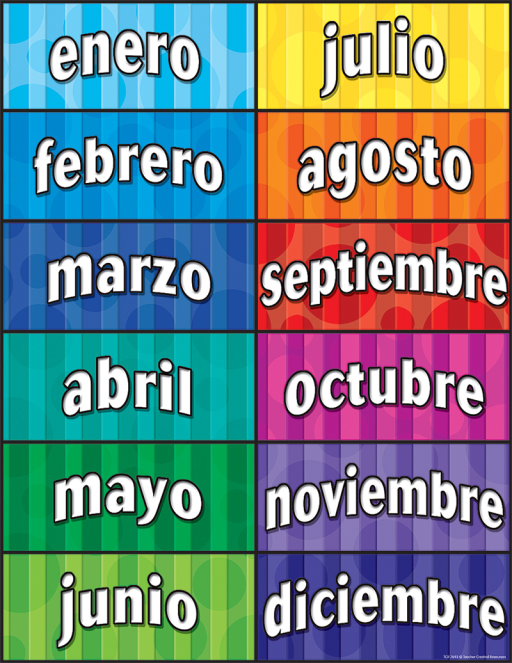 enero
febrero
marzo
abril
mayo
junio
julio
agosto
septiembre
octubre
noviembre
diciembre